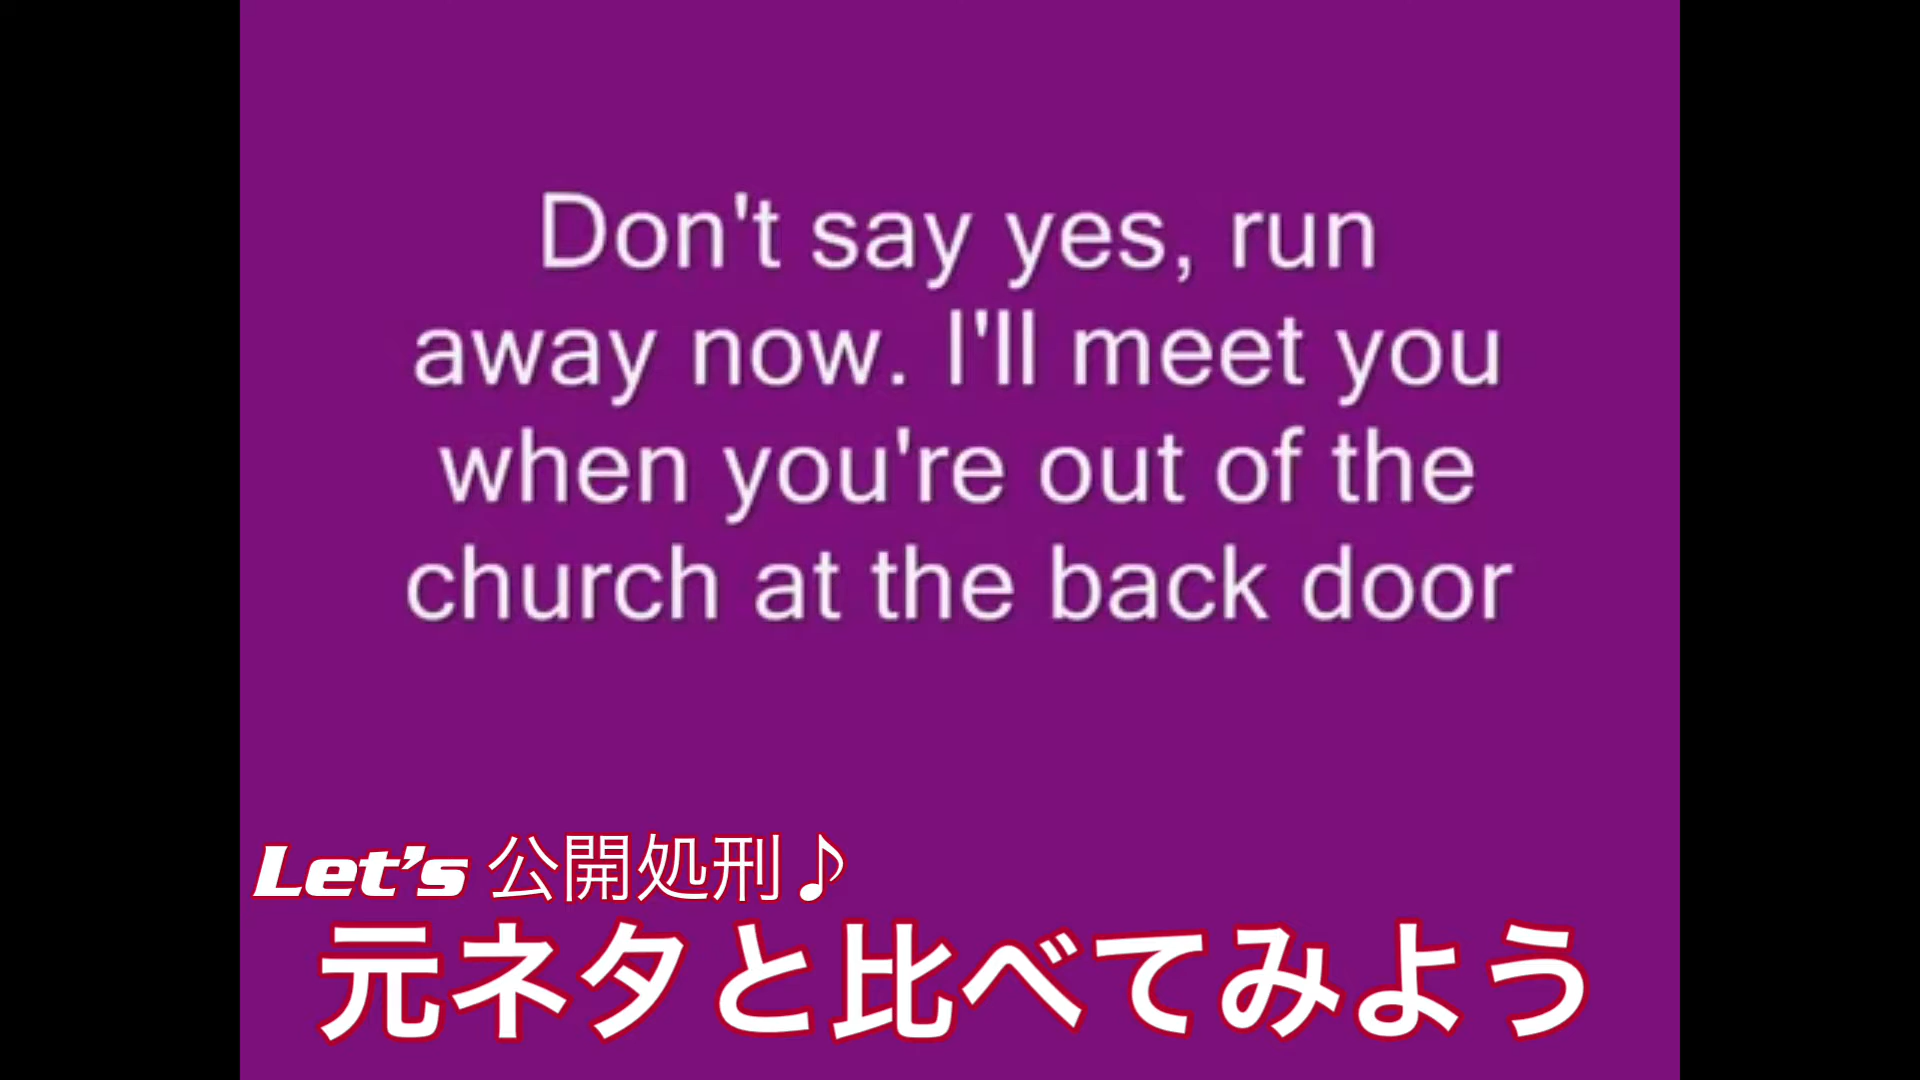 Don't say yes, run
away now. I'll meet you
when you're out of the
church at the back door
Let's 公開処刑♪
元ネタと比べてみよう